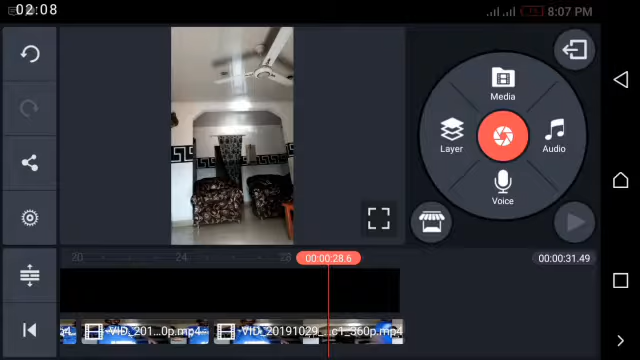 02:08
8:07 PM
Media
Layer
Audio
Voice
20
24
28
00:00:28.6
00:00:31.49
04
VID_201...0p.mp4
VID_20191029_...c1_360p.mp4